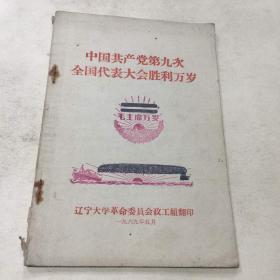 中国共产党第九次
全国代表大会胜利万岁
毛主席万岁
辽宁大学革命委员会政工组翻印
一九六九年五月